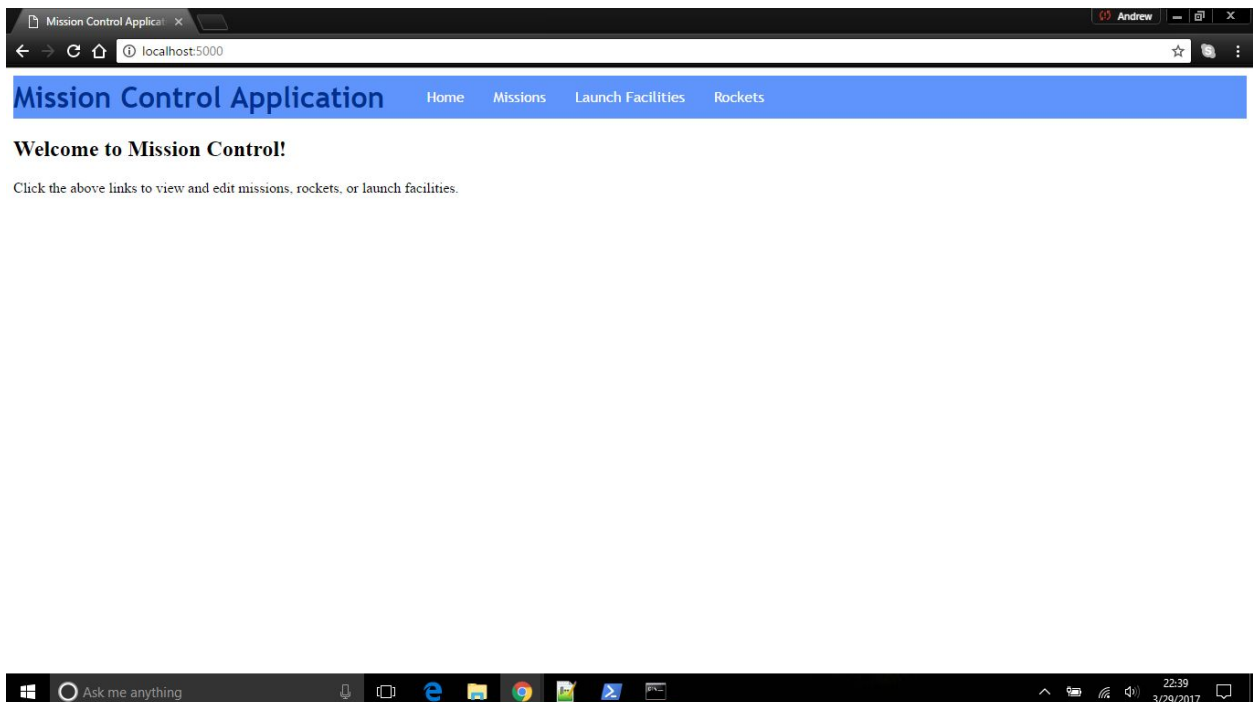 Mission Control Applicat
Andrew
localhost:5000
Mission Control Application Home Missions Launch Facilities Rockets
Welcome to Mission Control!
Click the above links to view and edit missions, rockets, or launch facilities.
Ask me anything
22:39
3/29/2017